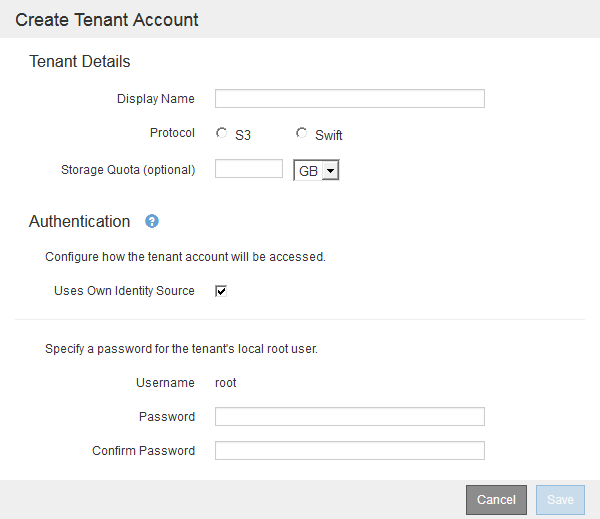 Create Tenant Account
Tenant Details
Display Name
Protocol S3 Swift
Storage Quota (optional) GB
Authentication ?
Configure how the tenant account will be accessed.
Uses Own Identity Source
Specify a password for the tenant's local root user.
Username root
Password
Confirm Password
Cancel Save